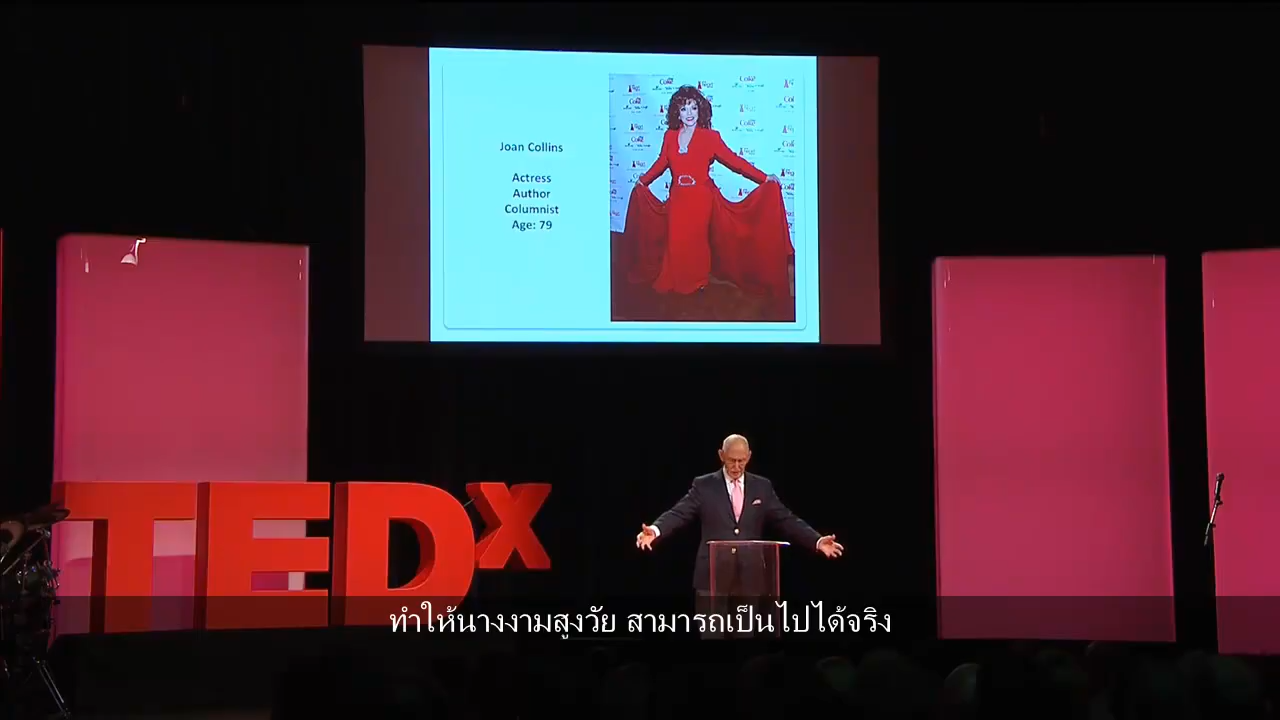 Joan Collins
Actress
Author
Columnist
Age: 79
Coke
TEDx
ทำให้นางงามสูงวัย สามารถเป็นไปได้จริง